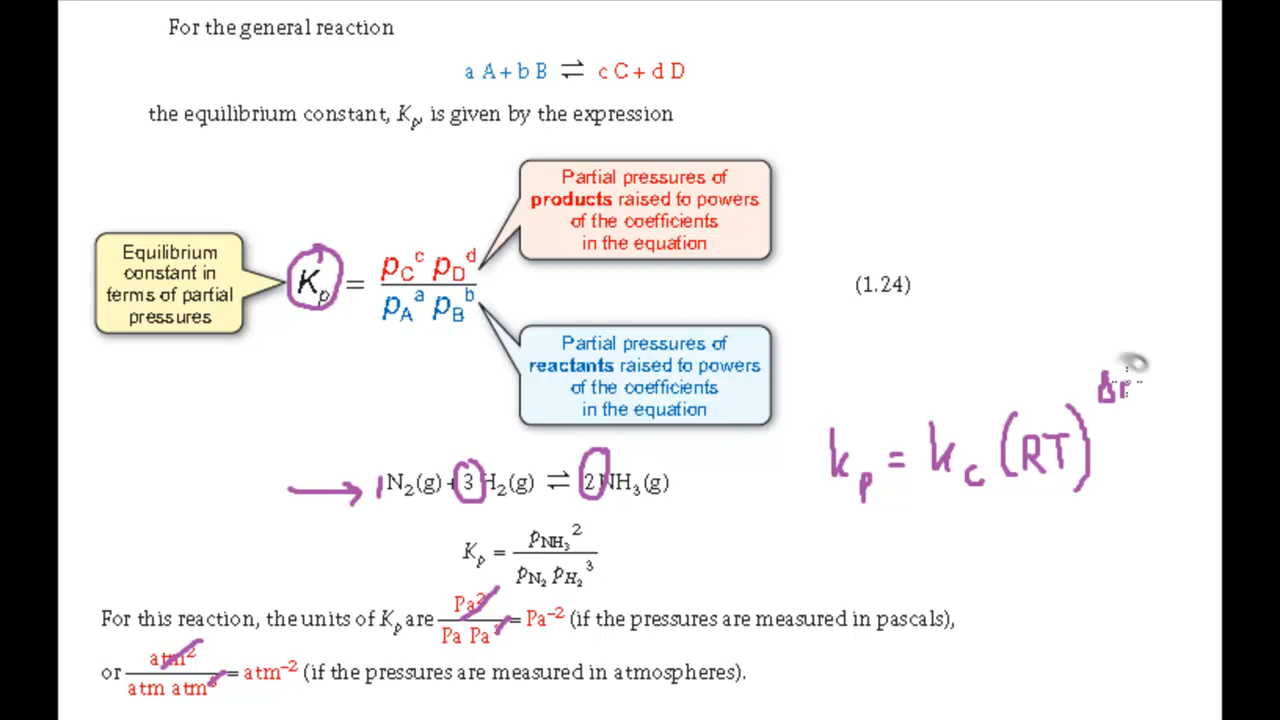 For the general reaction
a A + b B ⇌ c C + d D
the equilibrium constant, Kp, is given by the expression
Partial pressures of
products raised to powers
of the coefficients
in the equation
Equilibrium
constant in
terms of partial
pressures
Kp = pC^c pD^d / pA^a pB^b
(1.24)
Partial pressures of
reactants raised to powers
of the coefficients
in the equation
kp = kc (RT)^Δ
1 N2(g) + 3 H2(g) ⇌ 2 NH3(g)
Kp = pNH3^2 / pN2 pH2^3
For this reaction, the units of Kp are Pa^2 / Pa Pa^3 = Pa^−2 (if the pressures are measured in pascals),
or atm^2 / atm atm^3 = atm^−2 (if the pressures are measured in atmospheres).